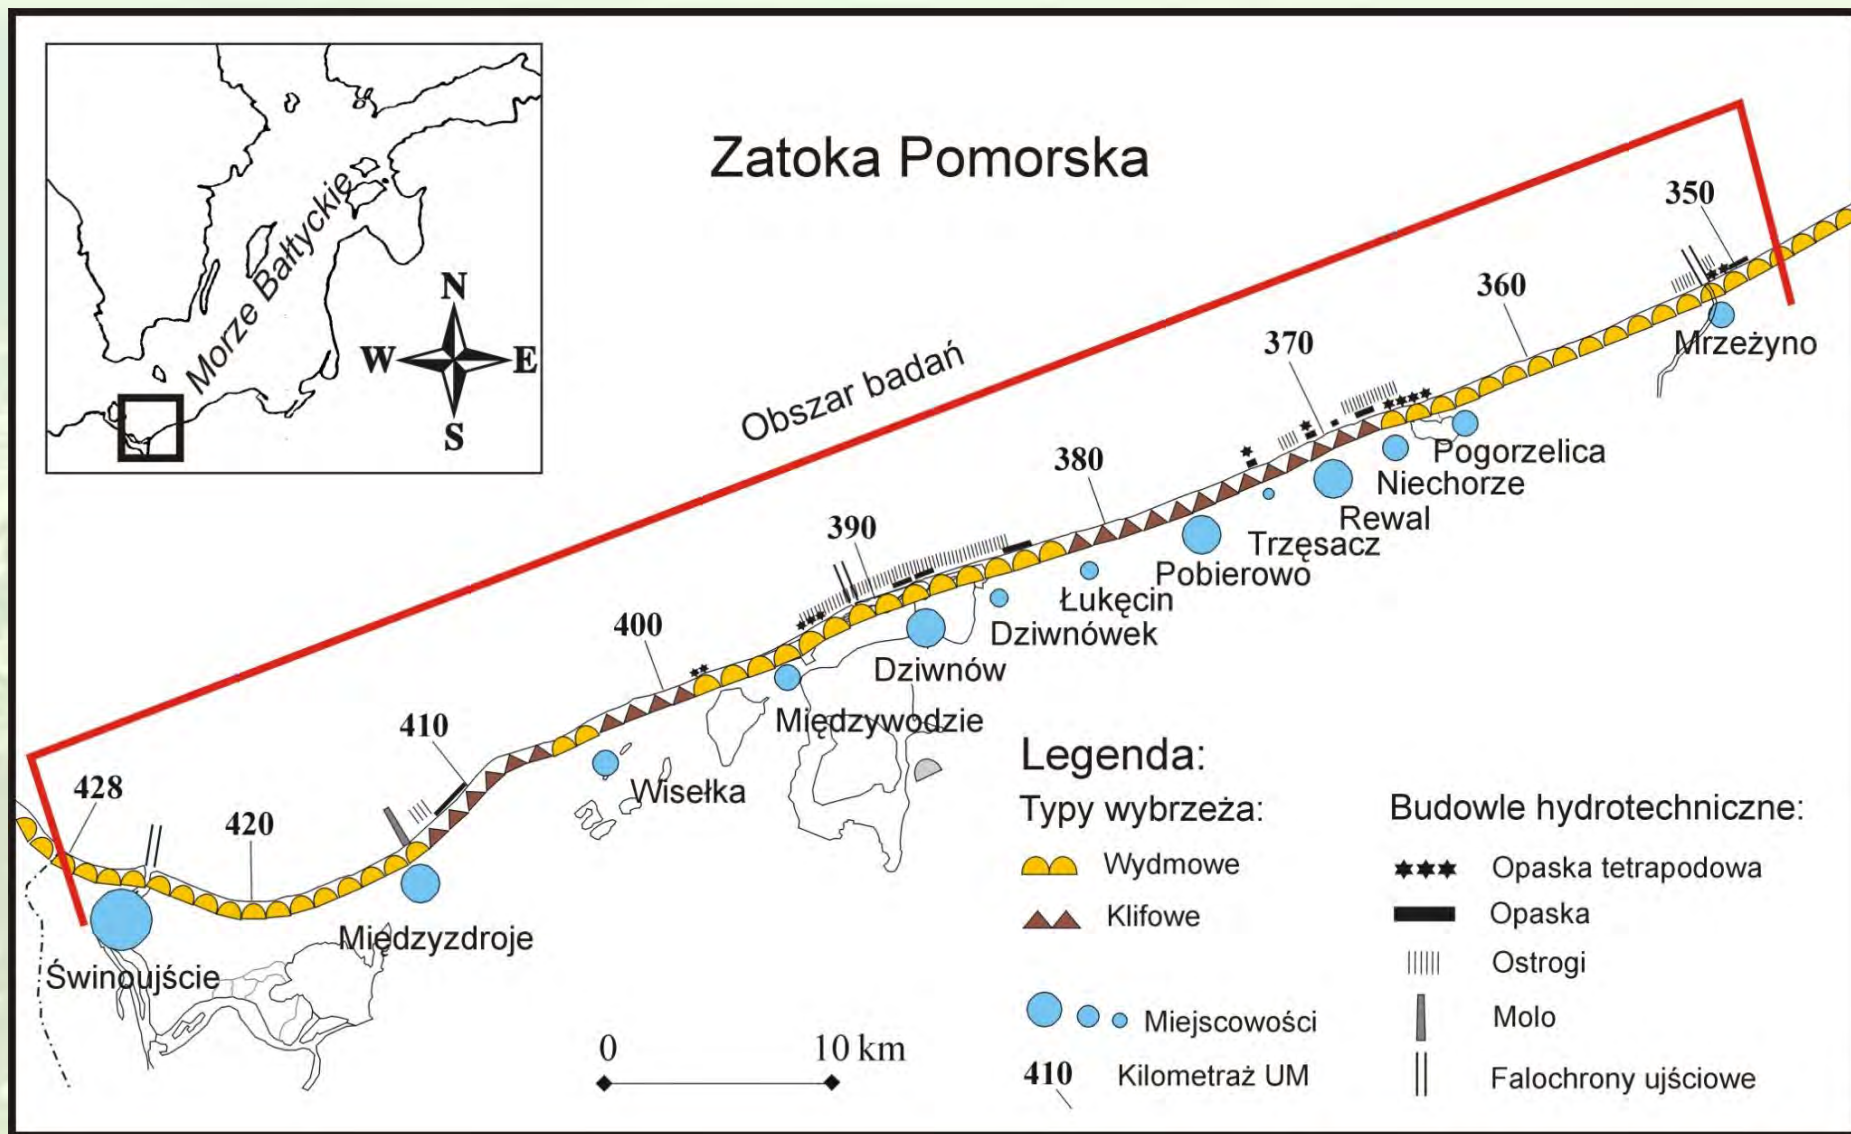 Zatoka Pomorska
Morze Bałtyckie
N
W
E
S
Obszar badań
350
360
370
380
390
400
410
420
428
Mrzeżyno
Pogorzelica
Niechorze
Rewal
Trzęsacz
Pobierowo
Łukęcin
Dziwnówek
Dziwnów
Międzywodzie
Wisełka
Międzyzdroje
Świnoujście
0 10 km
Legenda:
Typy wybrzeża:
Wydmowe
Klifowe
Miejscowości
410 Kilometraż UM
Budowle hydrotechniczne:
Opaska tetrapodowa
Opaska
Ostrogi
Molo
Falochrony ujściowe